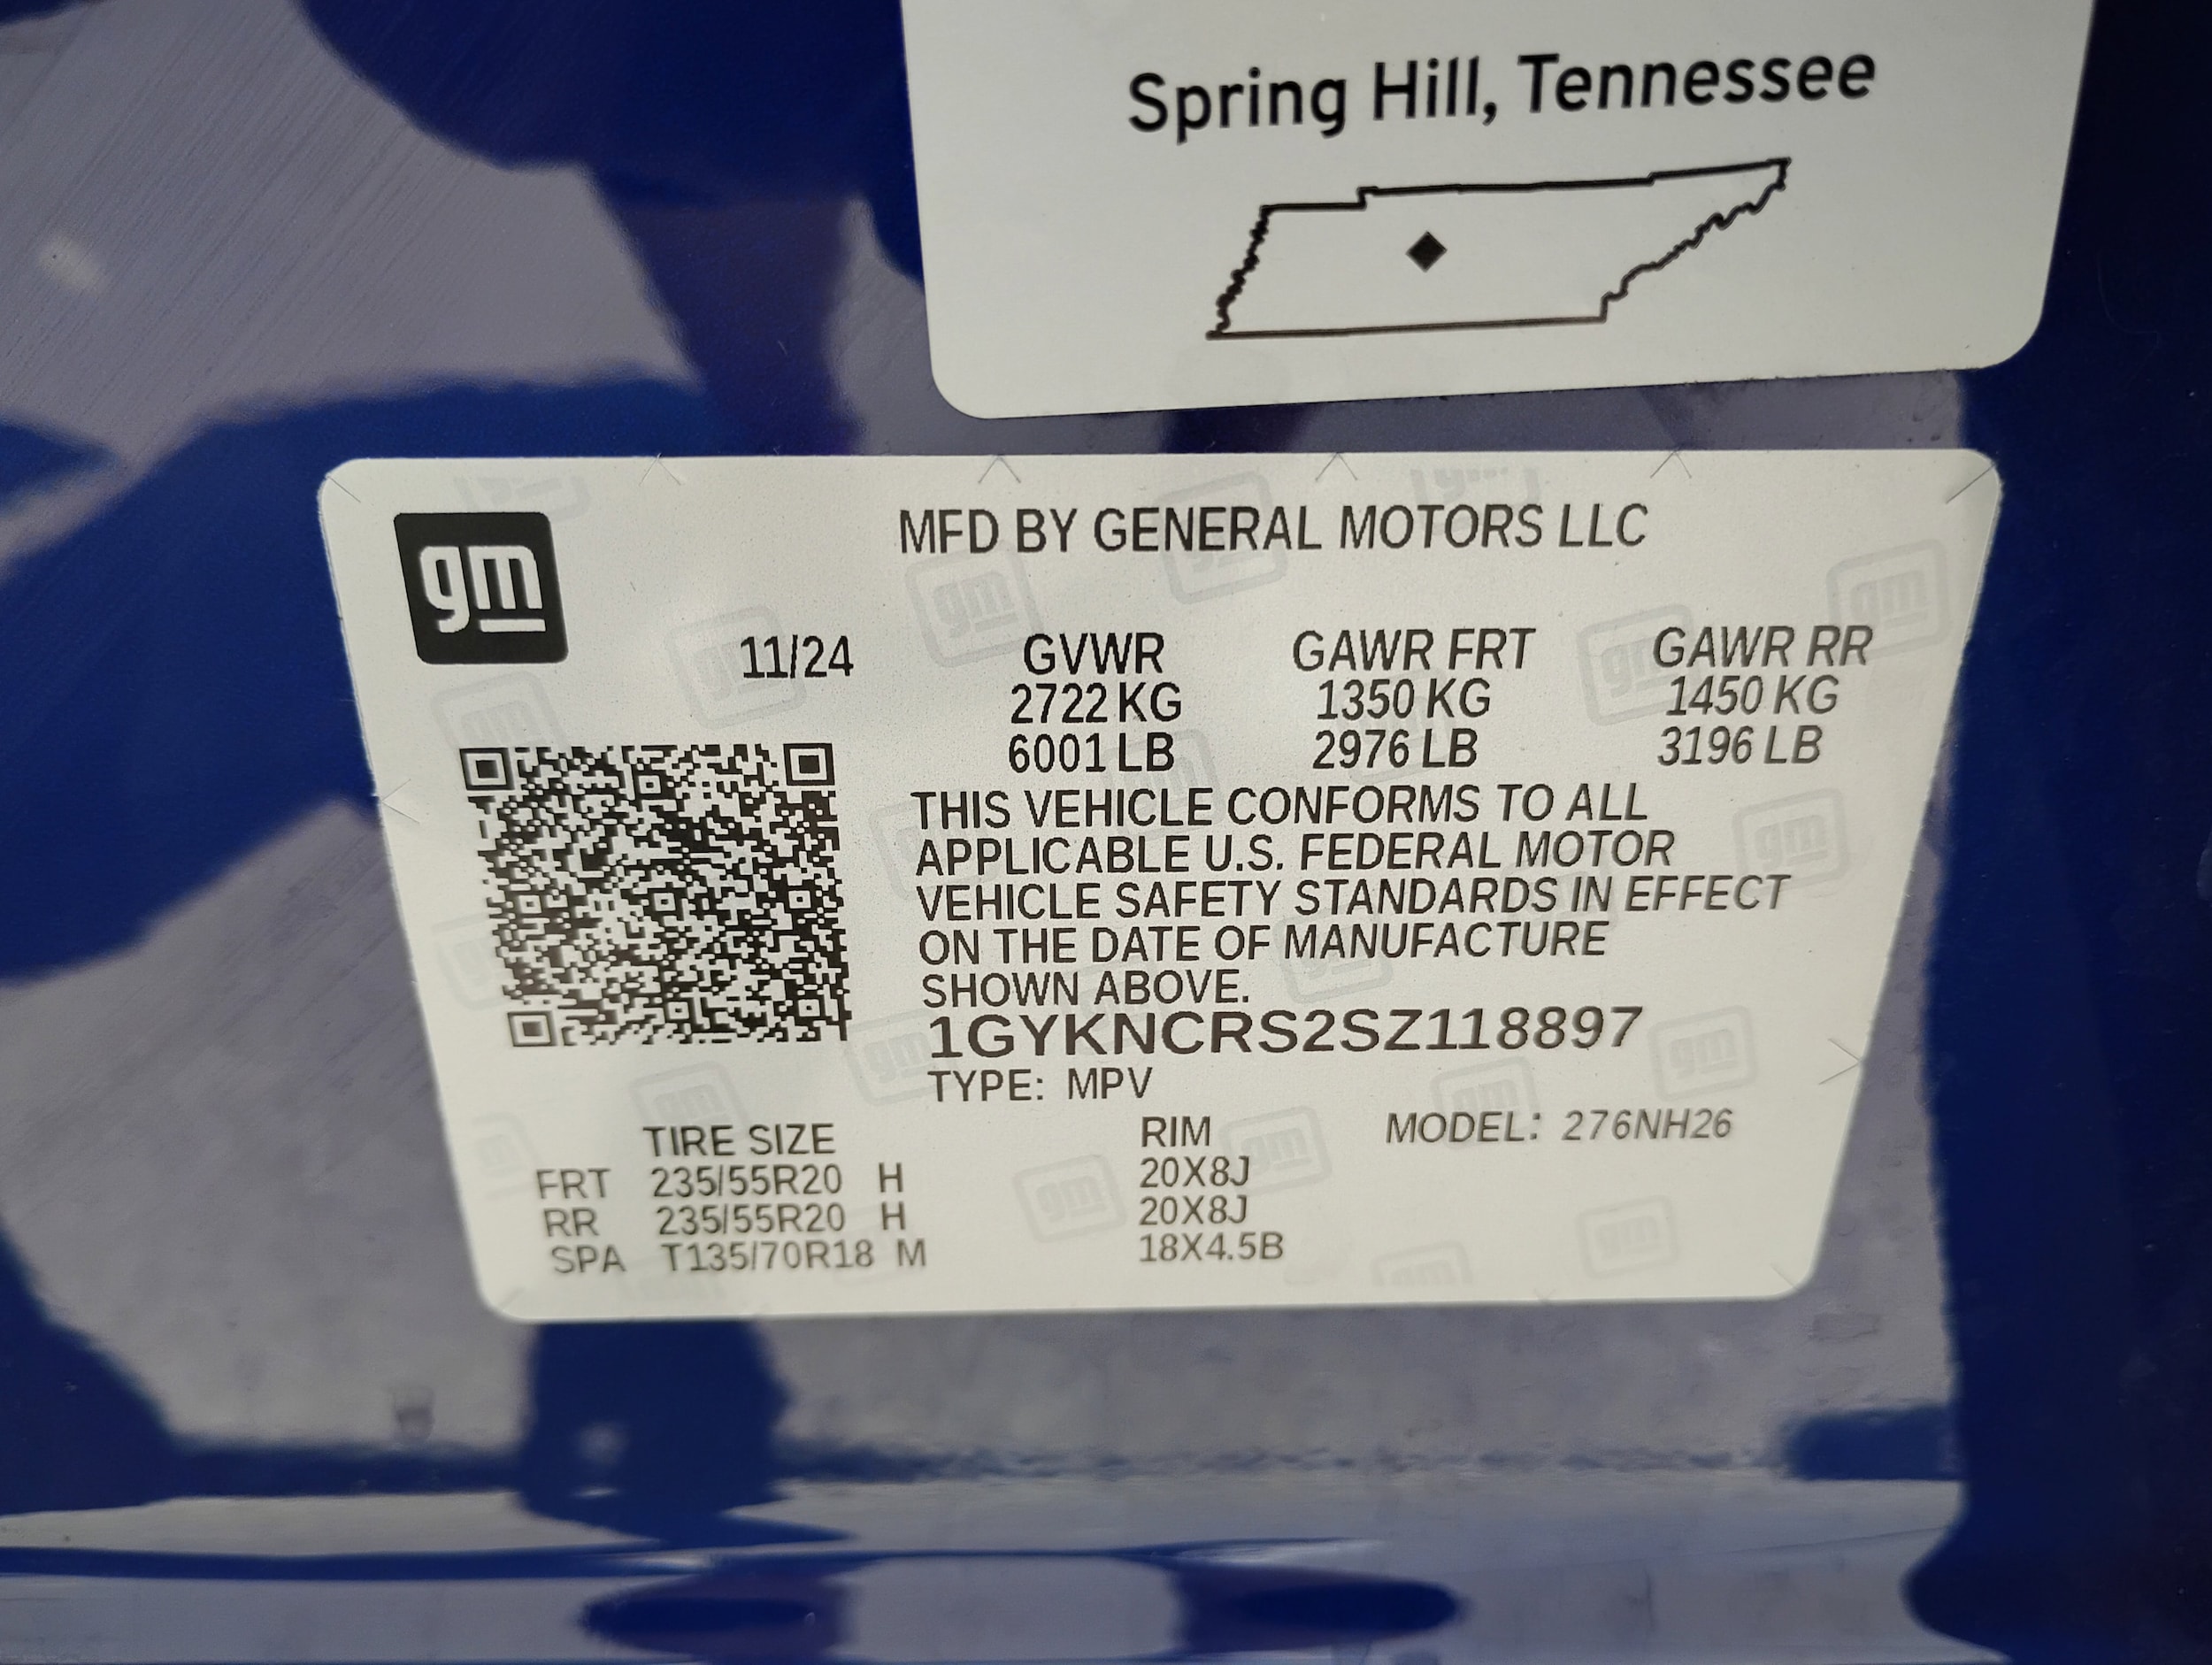 Spring Hill, Tennessee
gm
MFD BY GENERAL MOTORS LLC
11/24 GVWR GAWR FRT GAWR RR
2722 KG 1350 KG 1450 KG
6001 LB 2976 LB 3196 LB
THIS VEHICLE CONFORMS TO ALL
APPLICABLE U.S. FEDERAL MOTOR
VEHICLE SAFETY STANDARDS IN EFFECT
ON THE DATE OF MANUFACTURE
SHOWN ABOVE.
1GYKNCRS2SZ118897
TYPE: MPV
TIRE SIZE RIM MODEL: 276NH26
FRT 235/55R20 H 20X8J
RR 235/55R20 H 20X8J
SPA T135/70R18 M 18X4.5B